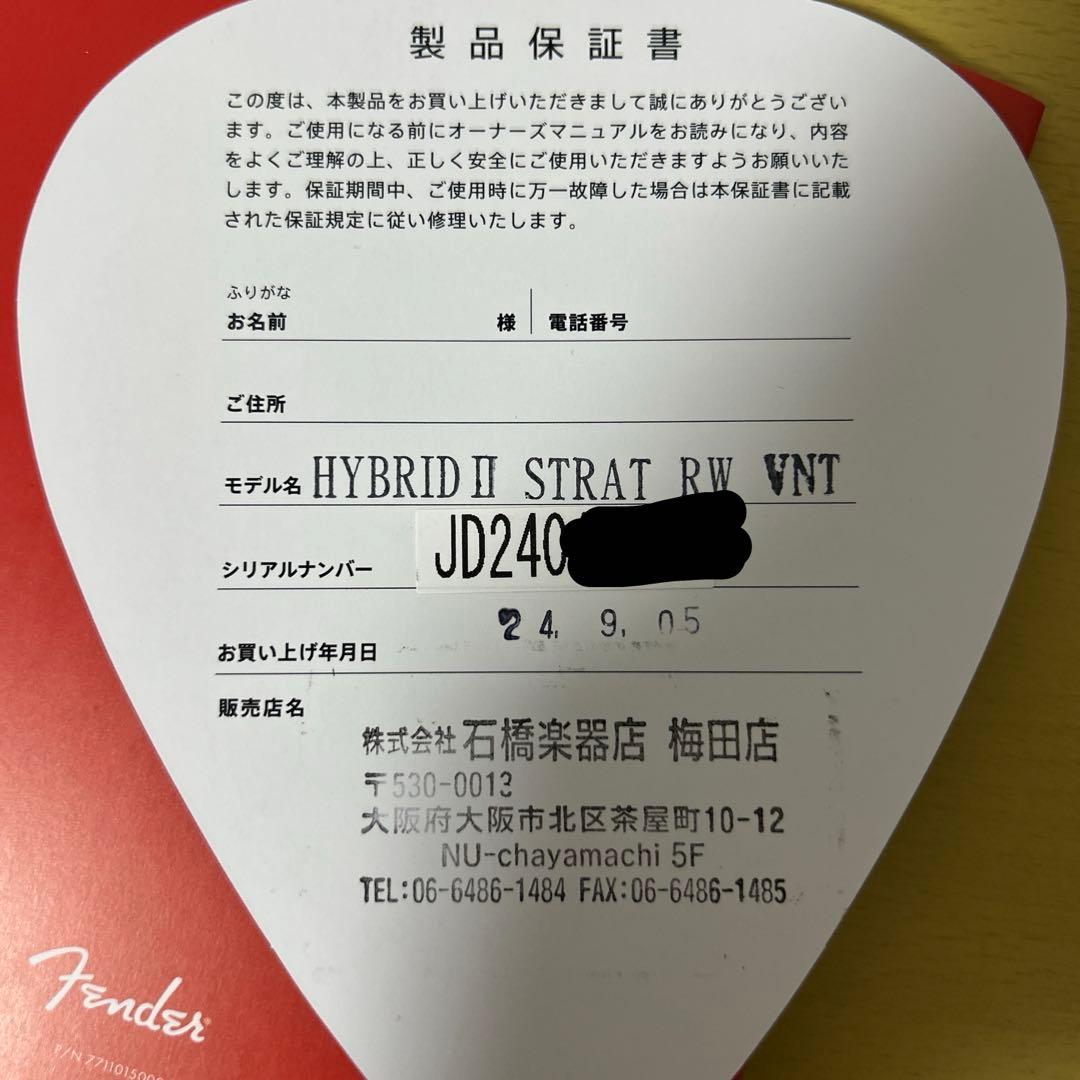 製品保証書
この度は、本製品をお買い上げいただきまして誠にありがとうござい
ます。ご使用になる前にオーナーズマニュアルをお読みになり、内容
をよくご理解の上、正しく安全にご使用いただきますようお願いいた
します。保証期間中、ご使用時に万一故障した場合は本保証書に記載
された保証規定に従い修理いたします。
ふりがな
お名前 様 電話番号
ご住所
モデル名 HYBRID II STRAT RW VNT
シリアルナンバー JD240
24. 9. 05
お買い上げ年月日
販売店名
株式会社 石橋楽器店 梅田店
〒530-0013
大阪府大阪市北区茶屋町10-12
NU-chayamachi 5F
TEL:06-6486-1484 FAX:06-6486-1485
Fender